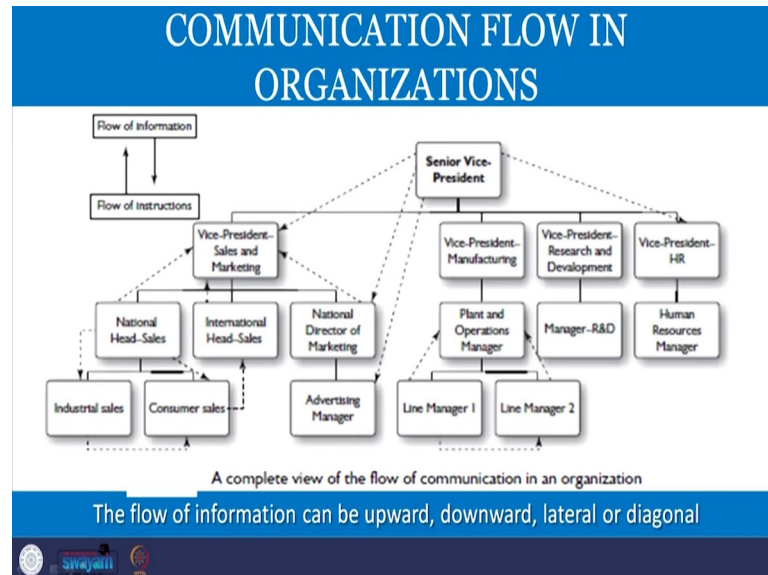 COMMUNICATION FLOW IN
ORGANIZATIONS
Flow of information
Flow of instructions
Senior Vice-
President
Vice-President–
Sales and
Marketing
Vice-President–
Manufacturing
Vice-President–
Research and
Development
Vice-President–
HR
National
Head–Sales
International
Head–Sales
National
Director of
Marketing
Plant and
Operations
Manager
Manager–R&D
Human
Resources
Manager
Industrial sales
Consumer sales
Advertising
Manager
Line Manager 1
Line Manager 2
A complete view of the flow of communication in an organization
The flow of information can be upward, downward, lateral or diagonal
swayam